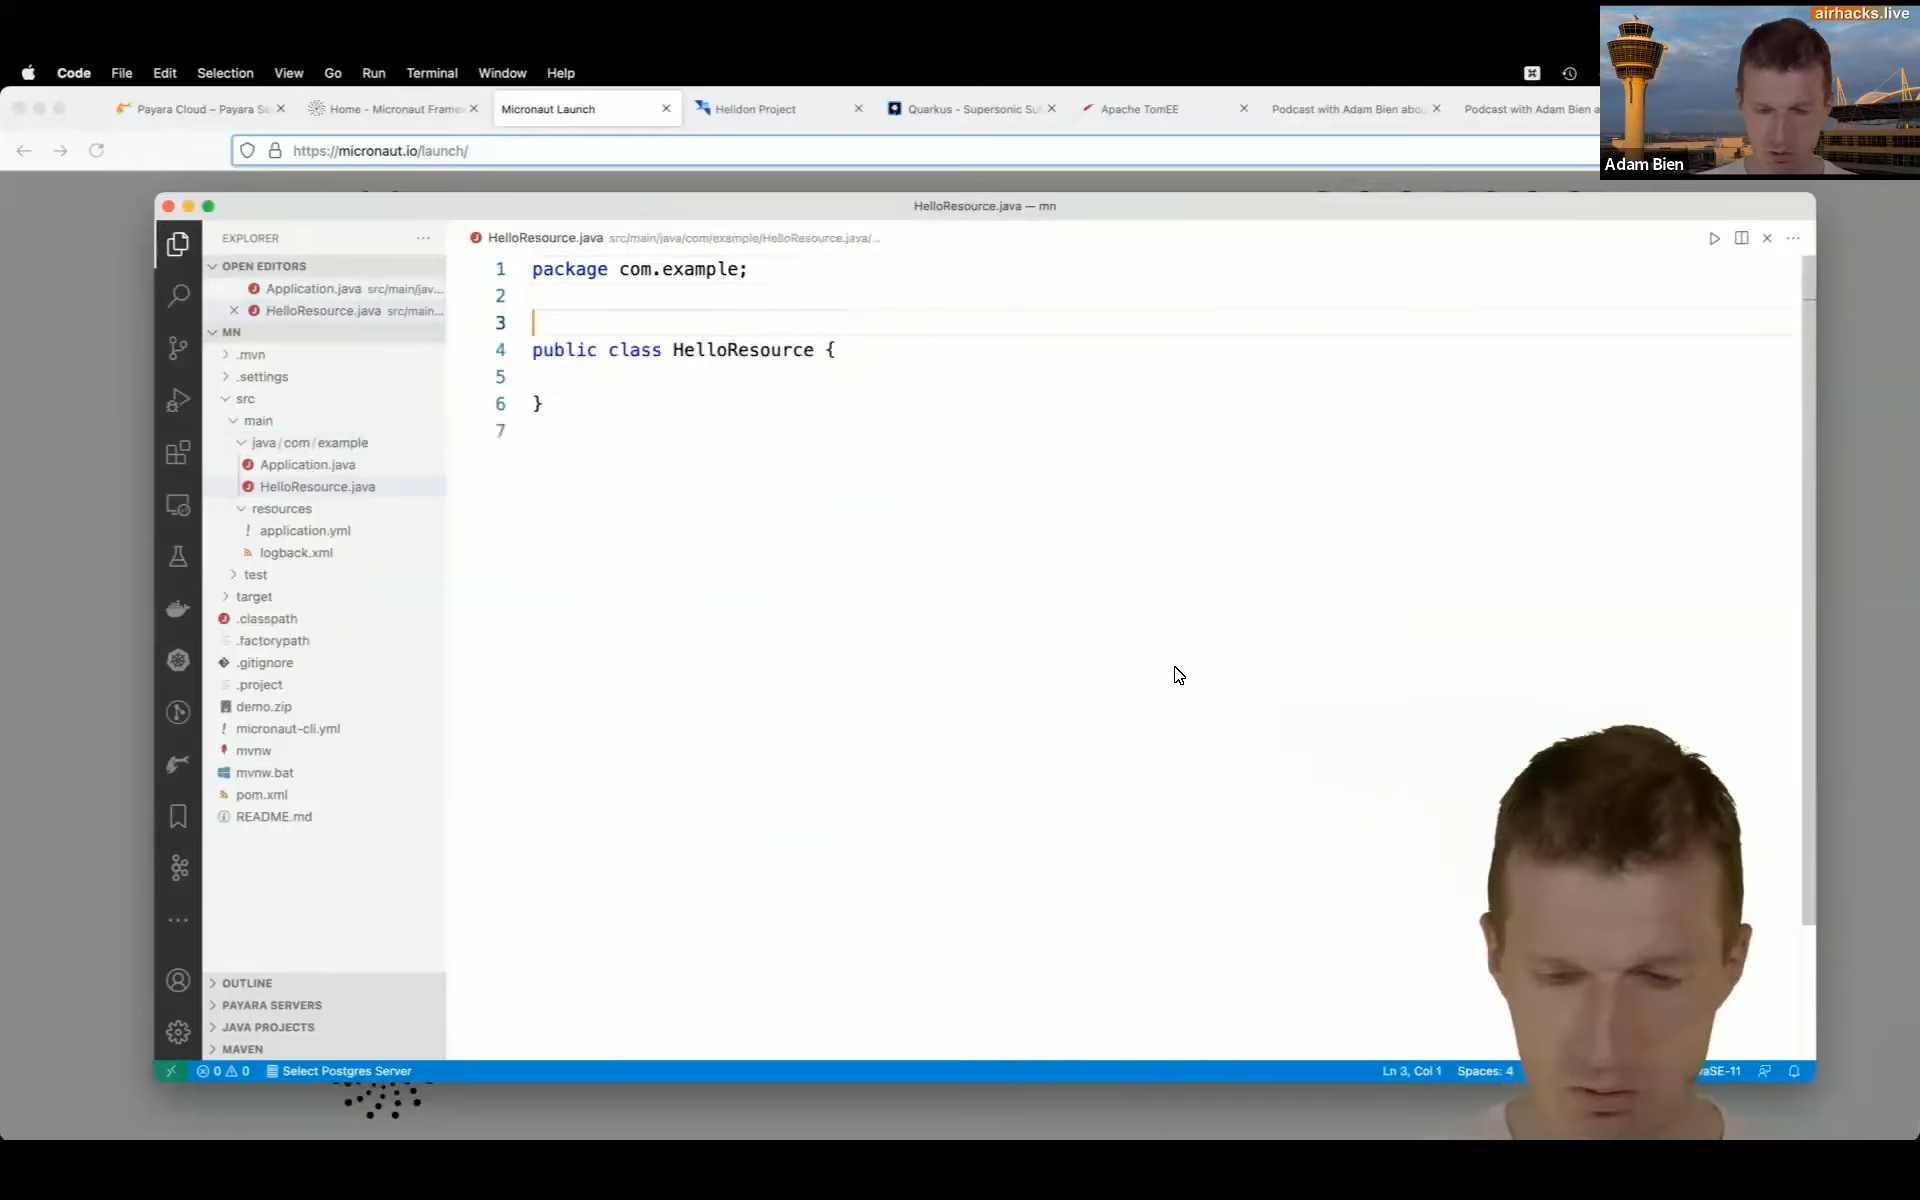 airhacks.live
Adam Bien
Code File Edit Selection View Go Run Terminal Window Help
Payara Cloud – Payara Se
Home - Micronaut Frame
Micronaut Launch
Helidon Project
Quarkus - Supersonic Su
Apache TomEE
Podcast with Adam Bien abou
Podcast with Adam Bien a
https://micronaut.io/launch/
HelloResource.java — mn
EXPLORER
HelloResource.java src/main/java/com/example/HelloResource.java/...
OPEN EDITORS
Application.java src/main/jav...
HelloResource.java src/main...
MN
.mvn
.settings
src
main
java/com/example
Application.java
HelloResource.java
resources
application.yml
logback.xml
test
target
.classpath
.factorypath
.gitignore
.project
demo.zip
micronaut-cli.yml
mvnw
mvnw.bat
pom.xml
README.md
OUTLINE
PAYARA SERVERS
JAVA PROJECTS
MAVEN
1 package com.example;
2
3
4 public class HelloResource {
5
6 }
7
0 0 Select Postgres Server Ln 3, Col 1 Spaces: 4 aSE-11